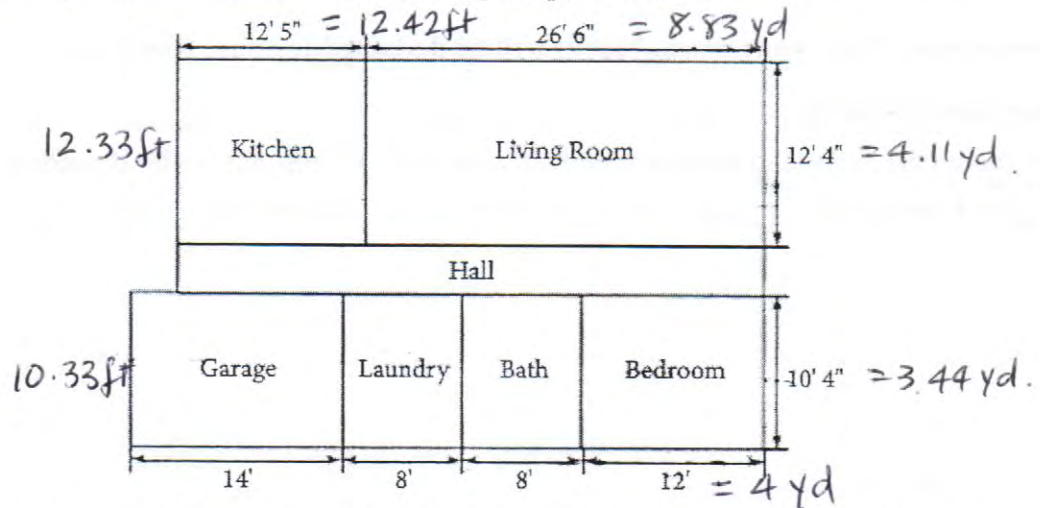 12' 5" = 12.42ft 26' 6" = 8.83 yd
12.33ft Kitchen Living Room 12' 4" = 4.11 yd.
Hall
10.33ft Garage Laundry Bath Bedroom 10' 4" = 3.44 yd.
14' 8' 8' 12' = 4 yd